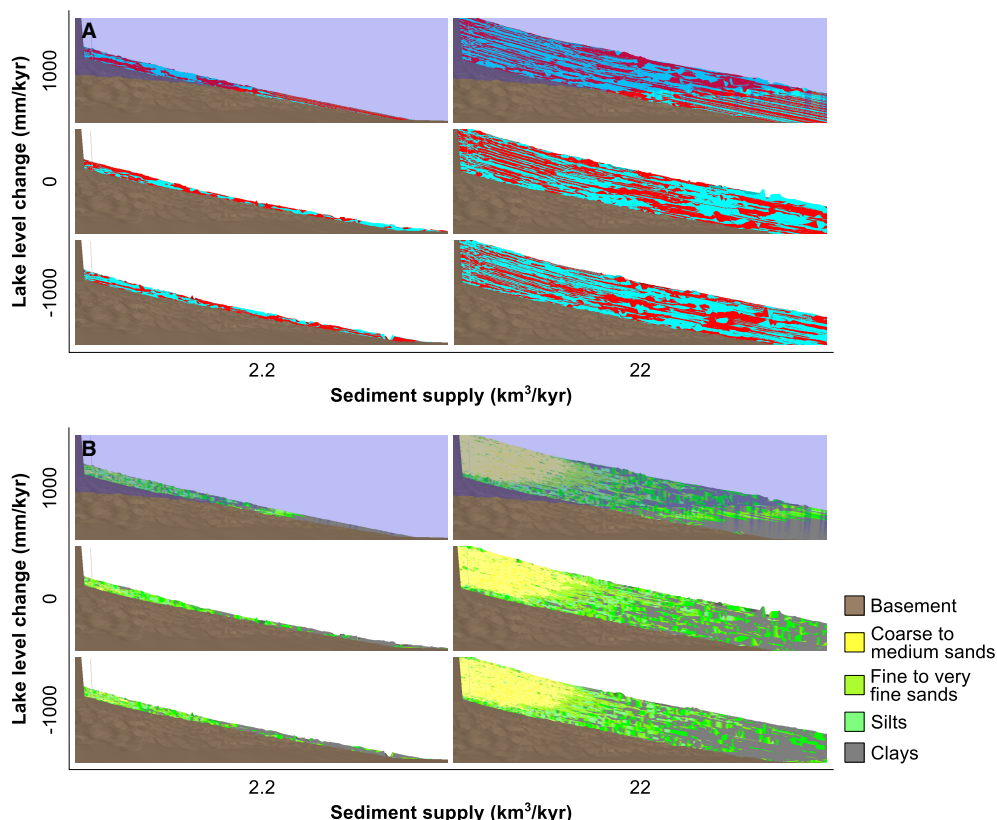 A
Lake level change (mm/kyr)
1000
0
-1000
2.2
22
Sediment supply (km³/kyr)
B
Lake level change (mm/kyr)
1000
0
-1000
Basement
Coarse to
medium sands
Fine to very
fine sands
Silts
Clays
2.2
22
Sediment supply (km³/kyr)